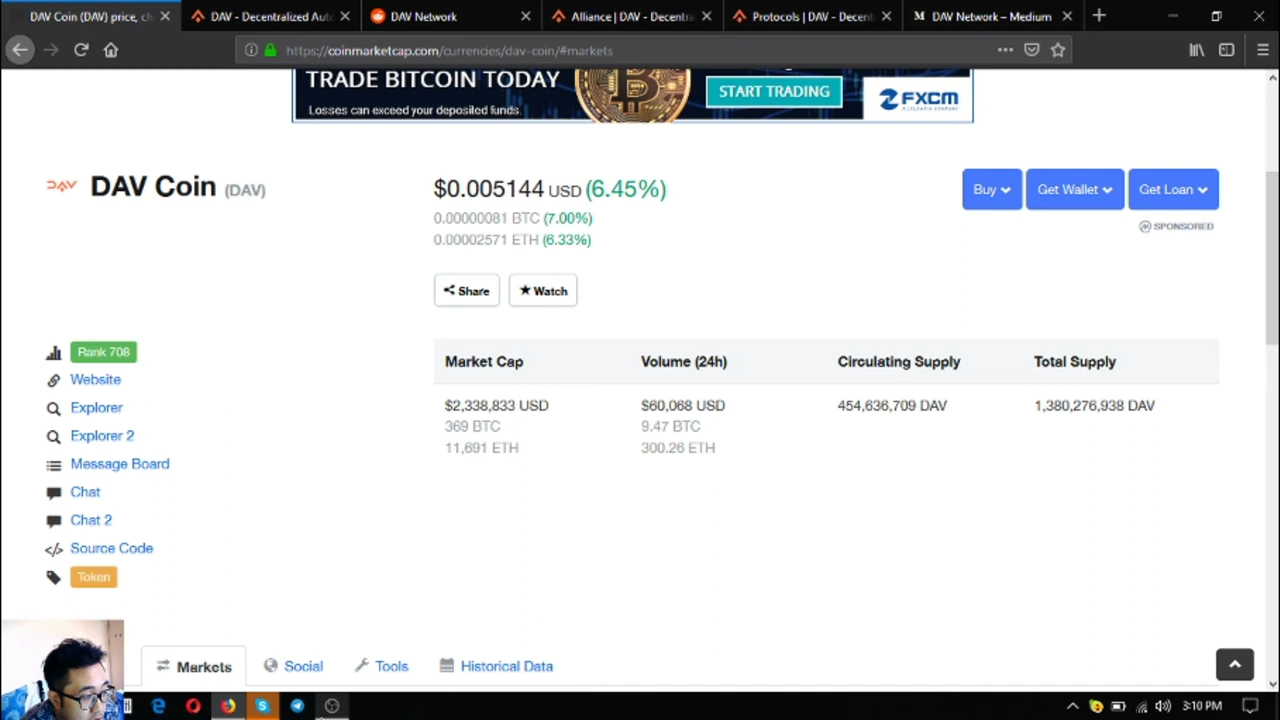 DAV Coin (DAV) price, ch
DAV - Decentralized Auto
DAV Network
Alliance | DAV - Decentra
Protocols | DAV - Decent
M DAV Network – Medium
https://coinmarketcap.com/currencies/dav-coin/#markets
TRADE BITCOIN TODAY
Losses can exceed your deposited funds.
START TRADING
FXCM
DAV
DAV Coin (DAV)
$0.005144 USD (6.45%)
0.00000081 BTC (7.00%)
0.00002571 ETH (6.33%)
Buy
Get Wallet
Get Loan
SPONSORED
Share
Watch
Rank 708
Website
Explorer
Explorer 2
Message Board
Chat
Chat 2
Source Code
Token
Market Cap
Volume (24h)
Circulating Supply
Total Supply
$2,338,833 USD
$60,068 USD
454,636,709 DAV
1,380,276,938 DAV
369 BTC
9.47 BTC
11,691 ETH
300.26 ETH
Markets
Social
Tools
Historical Data
3:10 PM